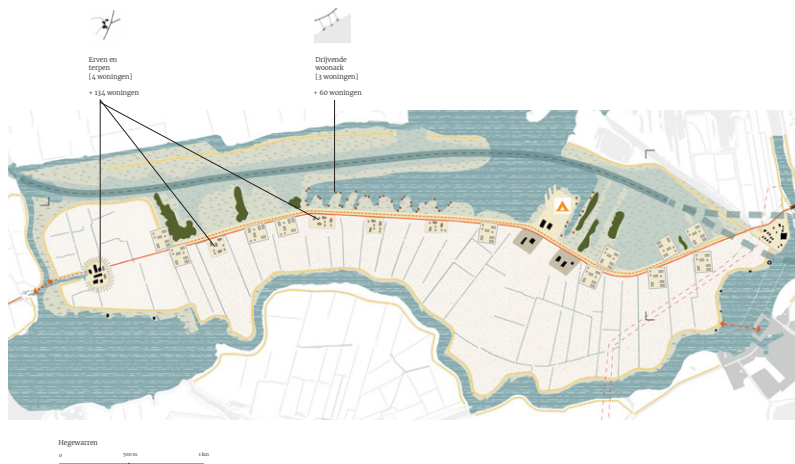 Erven en
terpen
[4 woningen]
+ 134 woningen
Drijvende
woonark
[3 woningen]
+ 60 woningen
Hegewarren
0 500 m 1 km